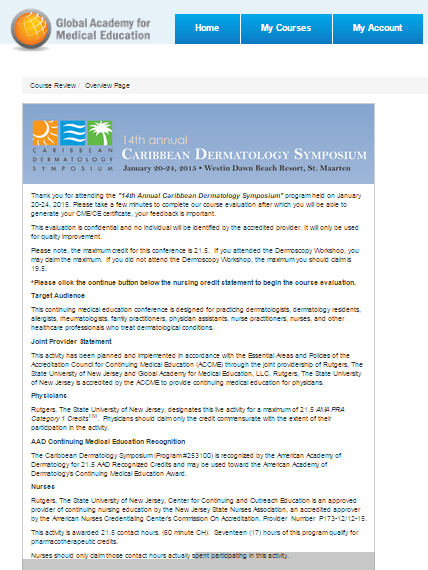 Global Academy for
Medical Education
Home
My Courses
My Account
Course Review / Overview Page
CARIBBEAN
DERMATOLOGY
SYMPOSIUM
14th annual
CARIBBEAN DERMATOLOGY SYMPOSIUM
January 20-24, 2015 • Westin Dawn Beach Resort, St. Maarten
Thank you for attending the "14th Annual Caribbean Dermatology Symposium" program held on January
20-24, 2015. Please take a few minutes to complete our course evaluation after which you will be able to
generate your CME/CE certificate, your feedback is important.
This evaluation is confidential and no individual will be identified by the accredited provider. It will only be used
for quality improvement.
Please note, the maximum credit for this conference is 21.5. If you attended the Dermoscopy Workshop, you
may claim the maximum. If you did not attend the Dermoscopy Workshop, the maximum you should claim is
19.5.
*Please click the continue button below the nursing credit statement to begin the course evaluation.
Target Audience
This continuing medical education conference is designed for practicing dermatologists, dermatology residents,
allergists, rheumatologists, family practitioners, physician assistants, nurse practitioners, nurses, and other
healthcare professionals who treat dermatological conditions.
Joint Provider Statement
This activity has been planned and implemented in accordance with the Essential Areas and Policies of the
Accreditation Council for Continuing Medical Education (ACCME) through the joint providership of Rutgers, The
State University of New Jersey and Global Academy for Medical Education, LLC. Rutgers, The State University
of New Jersey is accredited by the ACCME to provide continuing medical education for physicians.
Physicians
Rutgers, The State University of New Jersey, designates this live activity for a maximum of 21.5 AMA PRA
Category 1 Credits™. Physicians should claim only the credit commensurate with the extent of their
participation in the activity.
AAD Continuing Medical Education Recognition
The Caribbean Dermatology Symposium (Program #253100) is recognized by the American Academy of
Dermatology for 21.5 AAD Recognized Credits and may be used toward the American Academy of
Dermatology's Continuing Medical Education Award.
Nurses
Rutgers, The State University of New Jersey, Center for Continuing and Outreach Education is an approved
provider of continuing nursing education by the New Jersey State Nurses Association, an accredited approver
by the American Nurses Credentialing Center's Commission On Accreditation. Provider Number P173-12/12-15.
This activity is awarded 21.5 contact hours. (60 minute CH). Seventeen (17) hours of this program qualify for
pharmacotherapeutic credits.
Nurses should only claim those contact hours actually spent participating in this activity.